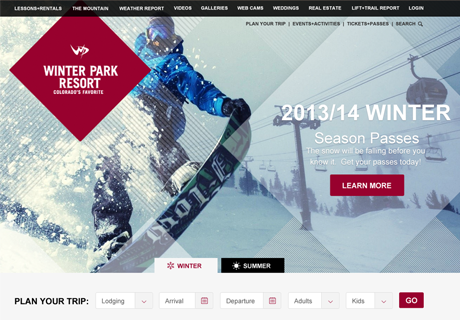 LESSONS+RENTALS THE MOUNTAIN WEATHER REPORT VIDEOS GALLERIES WEB CAMS WEDDINGS REAL ESTATE LIFT+TRAIL REPORT LOGIN
PLAN YOUR TRIP | EVENTS+ACTIVITIES | TICKETS+PASSES | SEARCH
WINTER PARK
RESORT
COLORADO'S FAVORITE
2013/14 WINTER
Season Passes
The snow will be falling before you
know it. Get your passes today!
LEARN MORE
WINTER SUMMER
PLAN YOUR TRIP: Lodging Arrival Departure Adults Kids GO